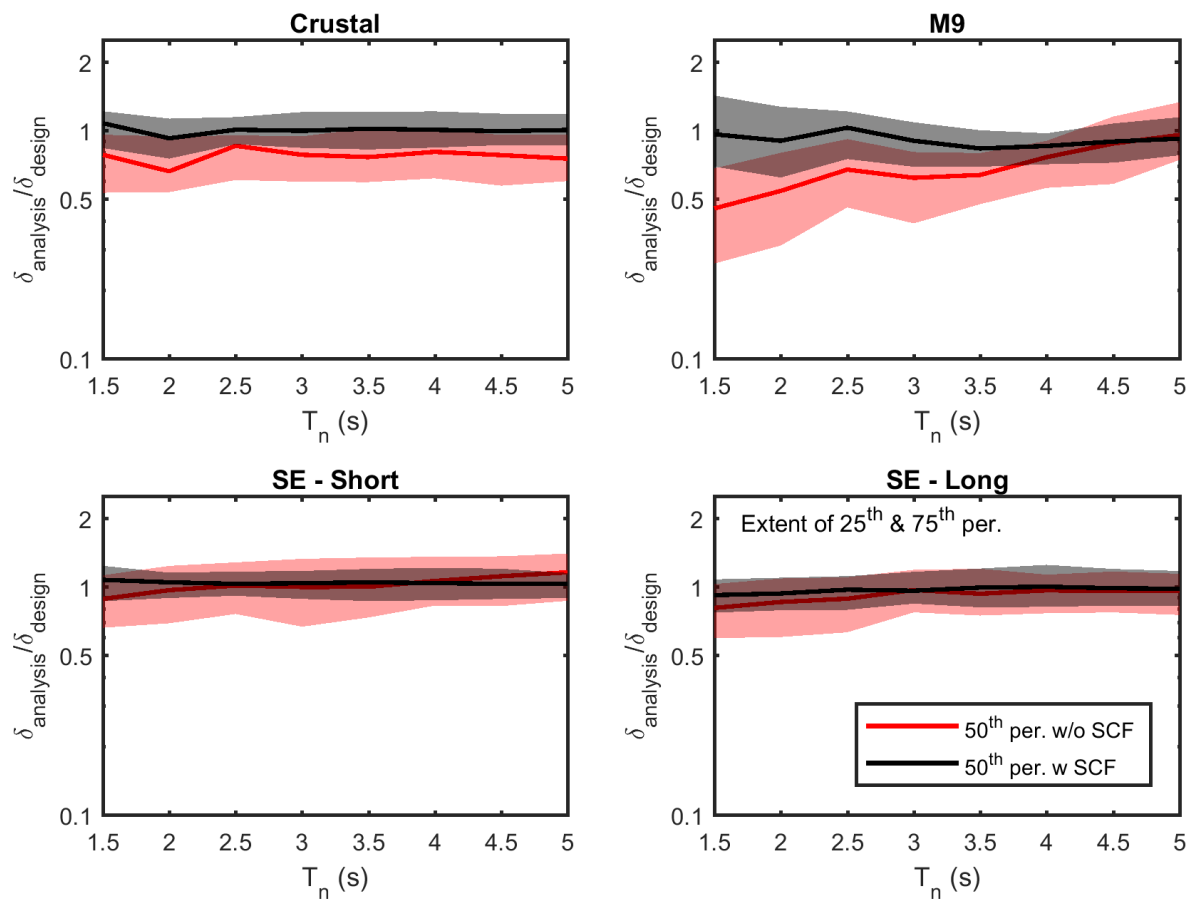 Crustal
2
1
0.5
0.1
δanalysis/δdesign
1.5 2 2.5 3 3.5 4 4.5 5
Tn (s)
M9
2
1
0.5
0.1
δanalysis/δdesign
1.5 2 2.5 3 3.5 4 4.5 5
Tn (s)
SE - Short
2
1
0.5
0.1
δanalysis/δdesign
1.5 2 2.5 3 3.5 4 4.5 5
Tn (s)
SE - Long
Extent of 25th & 75th per.
2
1
0.5
0.1
δanalysis/δdesign
50th per. w/o SCF
50th per. w SCF
1.5 2 2.5 3 3.5 4 4.5 5
Tn (s)